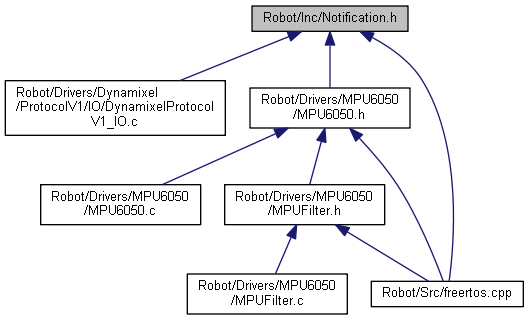 Robot/Inc/Notification.h
Robot/Drivers/Dynamixel
/ProtocolV1/IO/DynamixelProtocol
V1_IO.c
Robot/Drivers/MPU6050
/MPU6050.h
Robot/Drivers/MPU6050
/MPU6050.c
Robot/Drivers/MPU6050
/MPUFilter.h
Robot/Drivers/MPU6050
/MPUFilter.c
Robot/Src/freertos.cpp